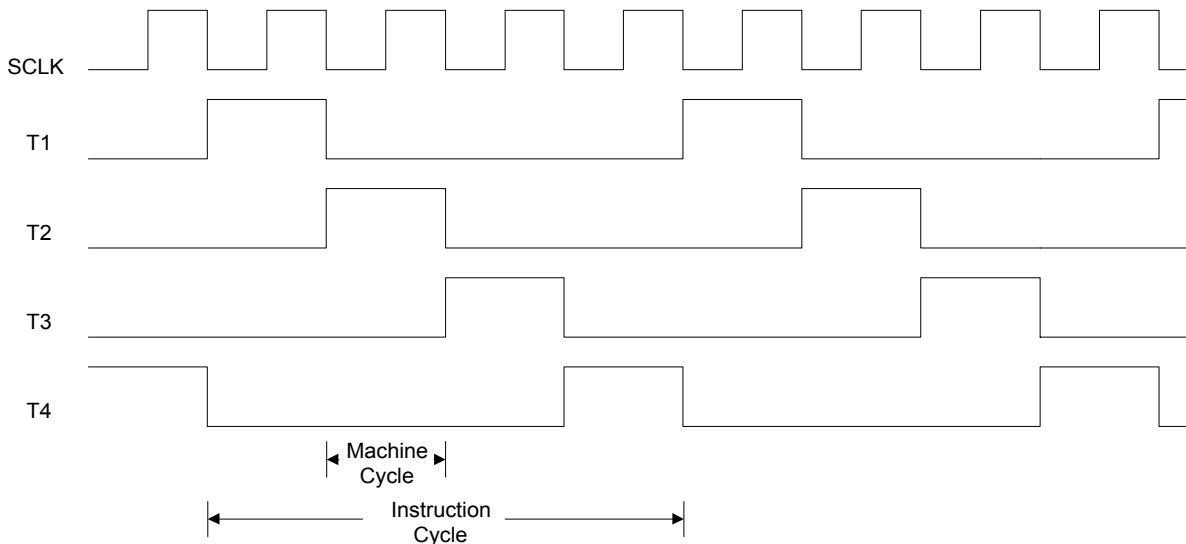 SCLK
T1
T2
T3
T4
Machine
Cycle
Instruction
Cycle